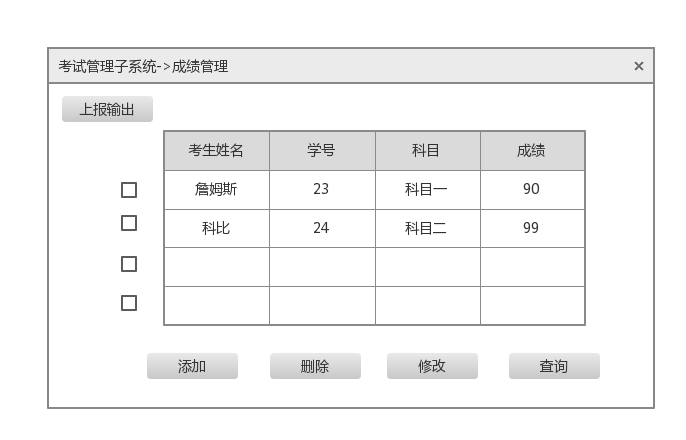 考试管理子系统->成绩管理 ×
上报输出
考生姓名 学号 科目 成绩
詹姆斯 23 科目一 90
科比 24 科目二 99
添加 删除 修改 查询